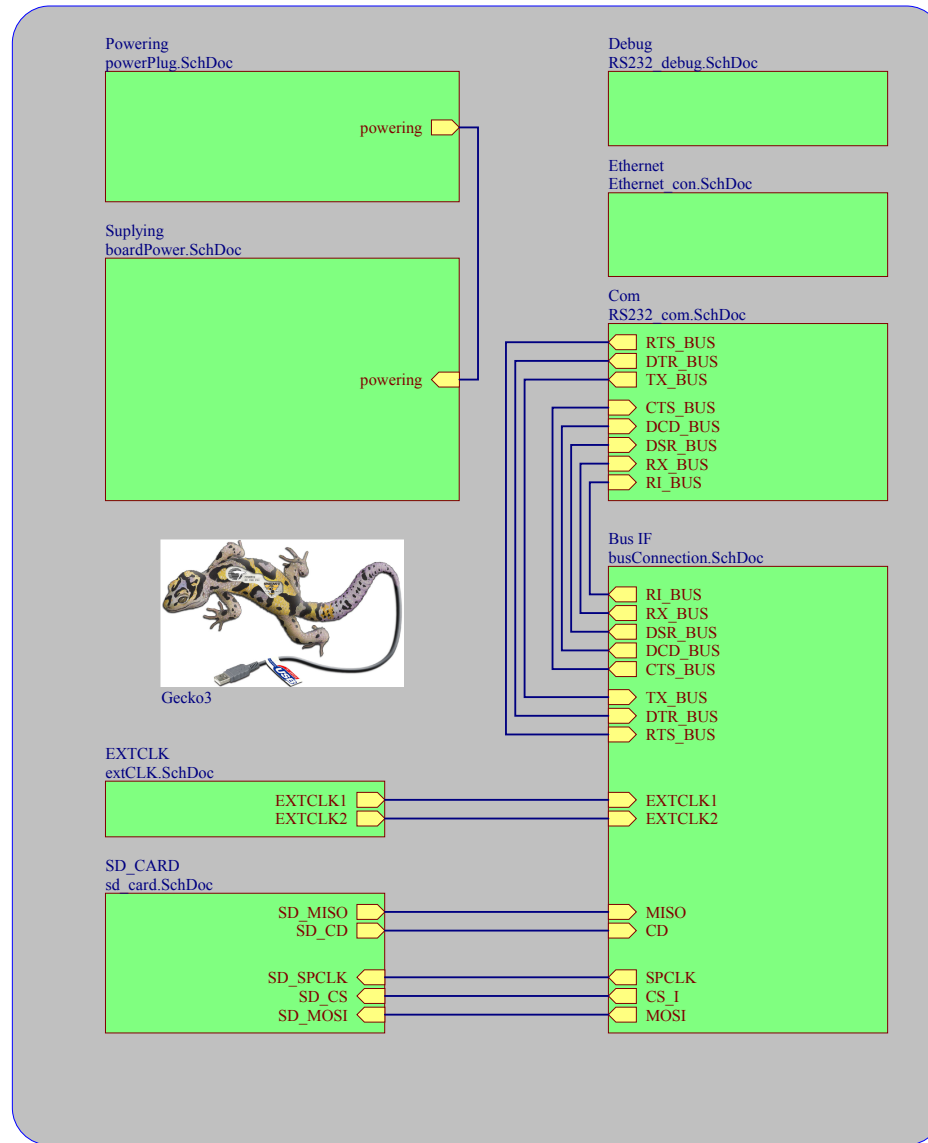 Powering
powerPlug.SchDoc
powering
Suplying
boardPower.SchDoc
powering
Gecko3
EXTCLK
extCLK.SchDoc
EXTCLK1
EXTCLK2
SD_CARD
sd_card.SchDoc
SD_MISO
SD_CD
SD_SPCLK
SD_CS
SD_MOSI
Debug
RS232_debug.SchDoc
Ethernet
Ethernet_con.SchDoc
Com
RS232_com.SchDoc
RTS_BUS
DTR_BUS
TX_BUS
CTS_BUS
DCD_BUS
DSR_BUS
RX_BUS
RI_BUS
Bus IF
busConnection.SchDoc
RI_BUS
RX_BUS
DSR_BUS
DCD_BUS
CTS_BUS
TX_BUS
DTR_BUS
RTS_BUS
EXTCLK1
EXTCLK2
MISO
CD
SPCLK
CS_I
MOSI